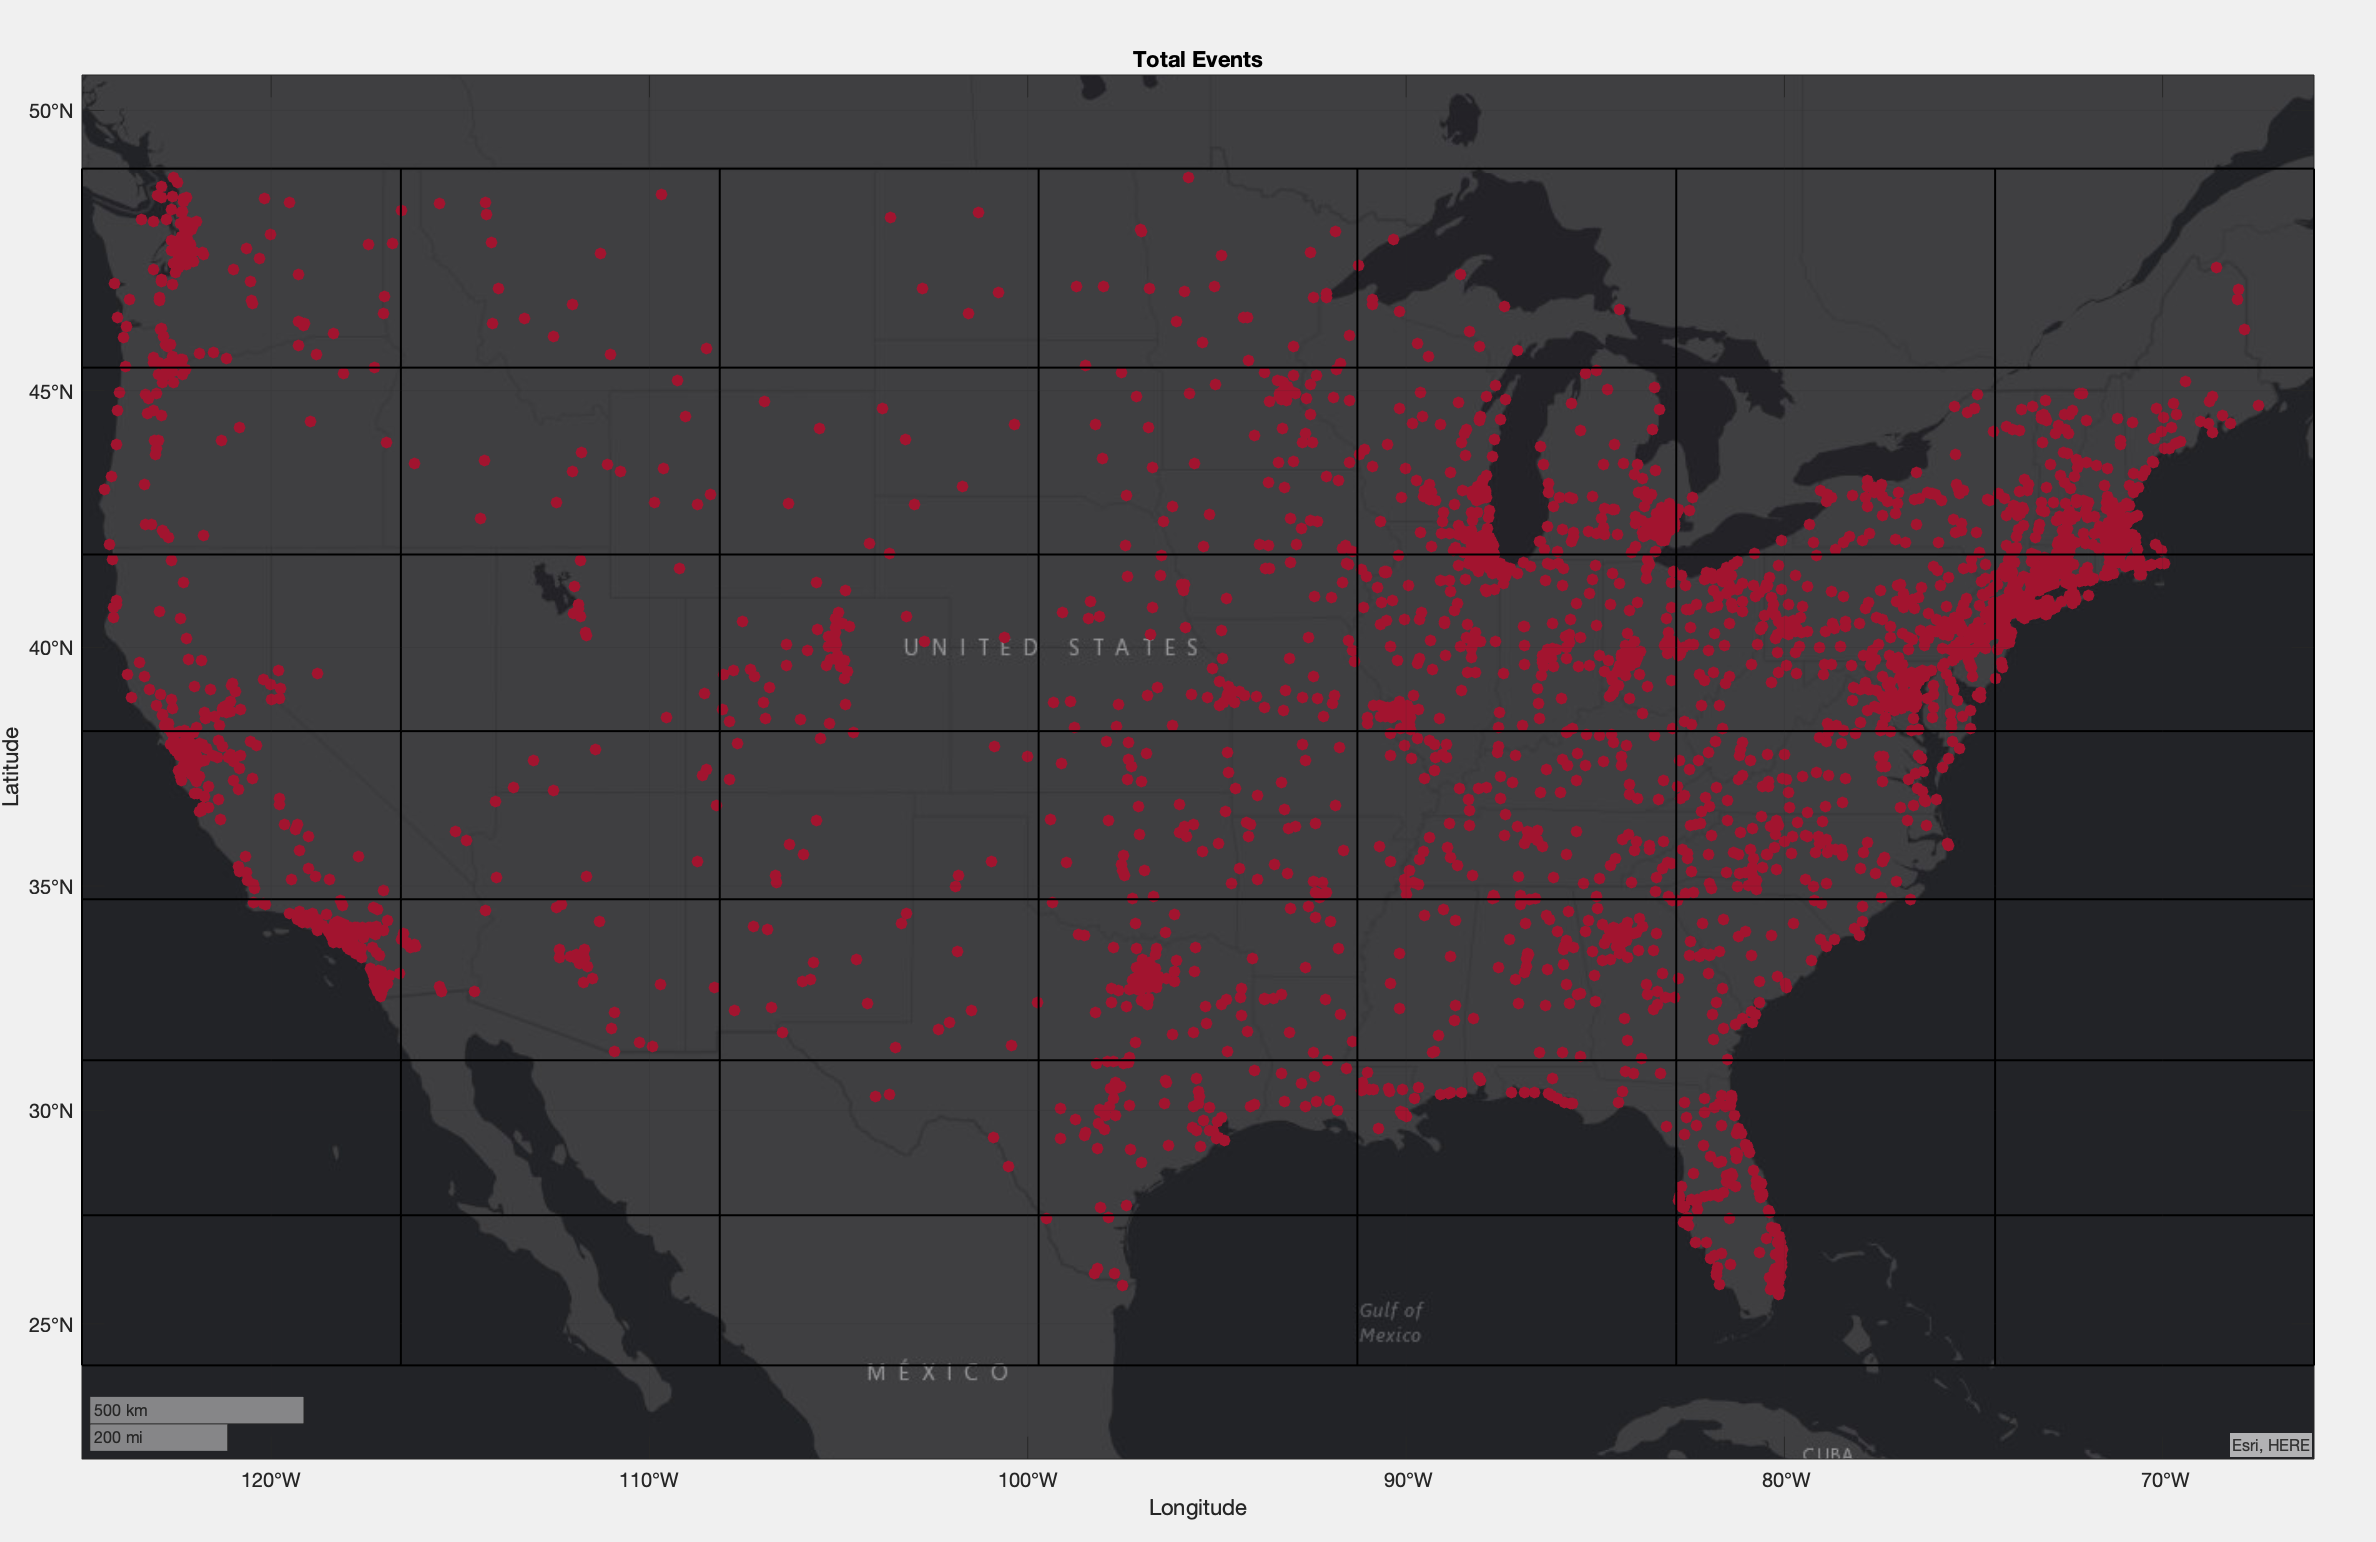 Total Events
50°N
45°N
40°N
35°N
30°N
25°N
Latitude
UNITED STATES
Gulf of
Mexico
MÉXICO
CUBA
500 km
200 mi
Esri, HERE
120°W
110°W
100°W
90°W
80°W
70°W
Longitude